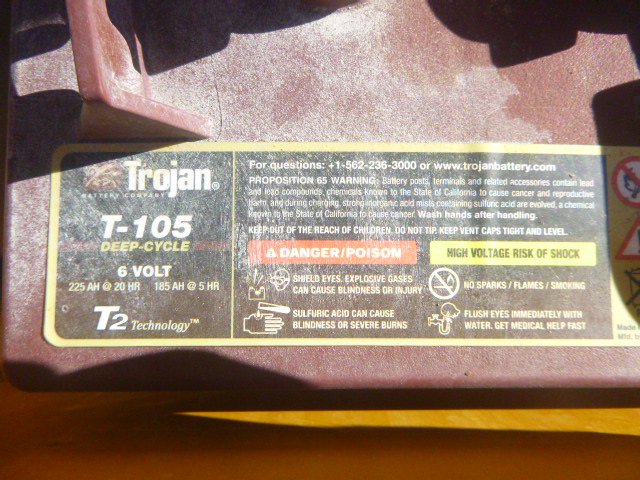 Trojan®
BATTERY COMPANY
T-105
DEEP-CYCLE
6 VOLT
225 AH @ 20 HR 185 AH @ 5 HR
T2 Technology™
For questions: +1-562-236-3000 or www.trojanbattery.com
PROPOSITION 65 WARNING: Battery posts, terminals and related accessories contain lead
and lead compounds, chemicals known to the State of California to cause cancer and reproductive
harm, and during charging, strong inorganic acid mists containing sulfuric acid are evolved, a chemical
known to the State of California to cause cancer. Wash hands after handling.
KEEP OUT OF THE REACH OF CHILDREN. DO NOT TIP. KEEP VENT CAPS TIGHT AND LEVEL.
DANGER/POISON
HIGH VOLTAGE RISK OF SHOCK
SHIELD EYES. EXPLOSIVE GASES
CAN CAUSE BLINDNESS OR INJURY
NO SPARKS / FLAMES / SMOKING
SULFURIC ACID CAN CAUSE
BLINDNESS OR SEVERE BURNS
FLUSH EYES IMMEDIATELY WITH
WATER. GET MEDICAL HELP FAST
Made
Mfd. by